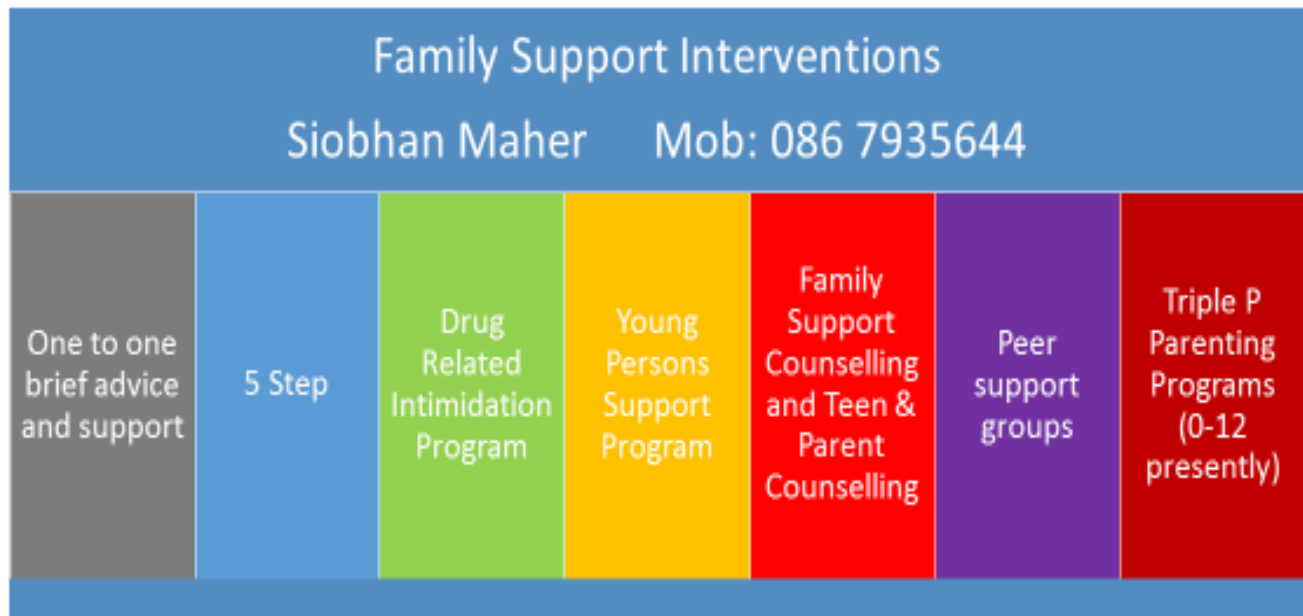 Family Support Interventions
Siobhan Maher Mob: 086 7935644
One to one
brief advice
and support
5 Step
Drug
Related
Intimidation
Program
Young
Persons
Support
Program
Family
Support
Counselling
and Teen &
Parent
Counselling
Peer
support
groups
Triple P
Parenting
Programs
(0-12
presently)